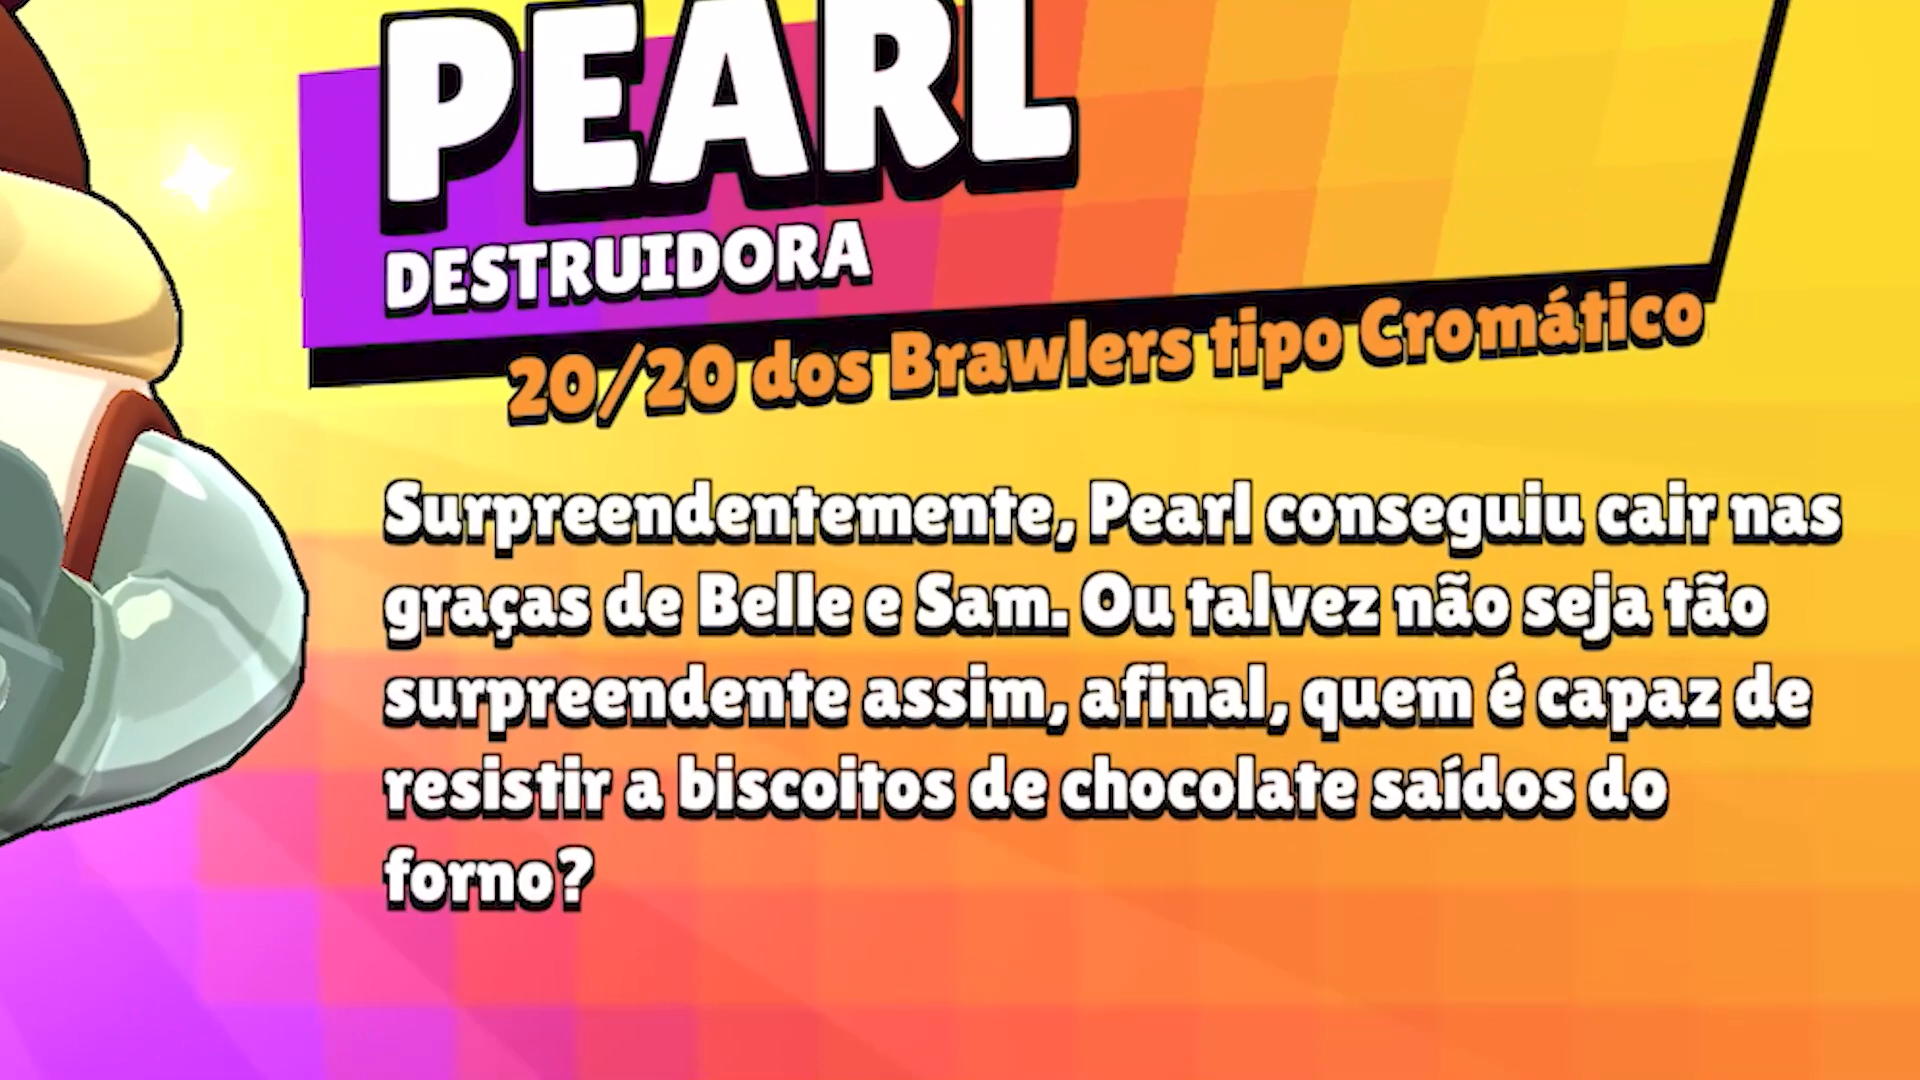 PEARL
DESTRUIDORA
20/20 dos Brawlers tipo Cromático
Surpreendentemente, Pearl conseguiu cair nas
graças de Belle e Sam. Ou talvez não seja tão
surpreendente assim, afinal, quem é capaz de
resistir a biscoitos de chocolate saídos do
forno?